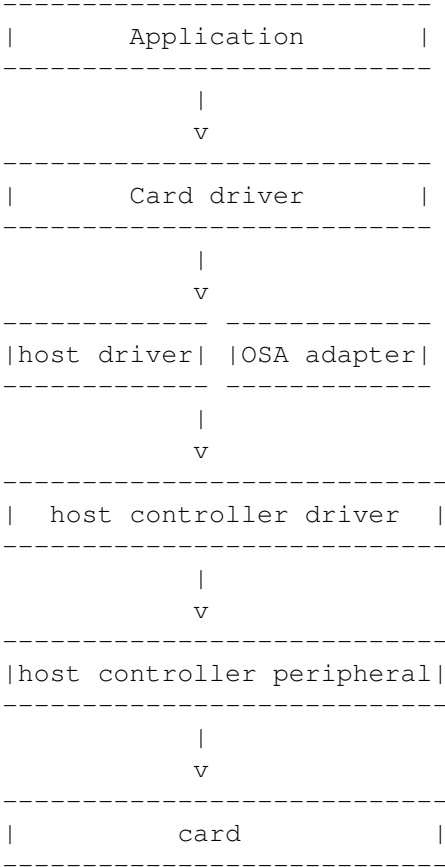 ---------------------------
|       Application       |
---------------------------
            |
            v
---------------------------
|       Card driver       |
---------------------------
            |
            v
------------- -------------
|host driver| |OSA adapter|
------------- -------------
            |
            v
----------------------------
|  host controller driver  |
----------------------------
            |
            v
----------------------------
|host controller peripheral|
----------------------------
            |
            v
----------------------------
|          card            |
----------------------------